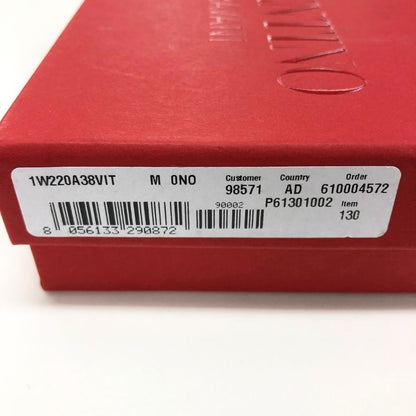 1W220A38VIT M 0NO Customer Country Order
98571 AD 610004572
90002 P61301002 Item
130
8 056133 290872